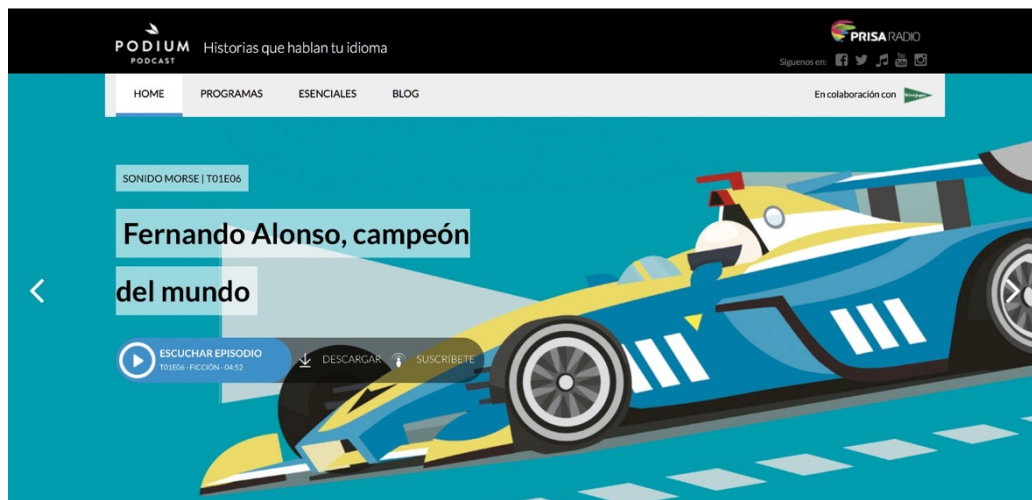 PODIUM
PODCAST
Historias que hablan tu idioma
PRISA RADIO
Síguenos en:
HOME PROGRAMAS ESENCIALES BLOG
En colaboración con
SONIDO MORSE | T01E06
Fernando Alonso, campeón
del mundo
ESCUCHAR EPISODIO
T01E06 - FICCIÓN - 04:52
DESCARGAR
SUSCRÍBETE